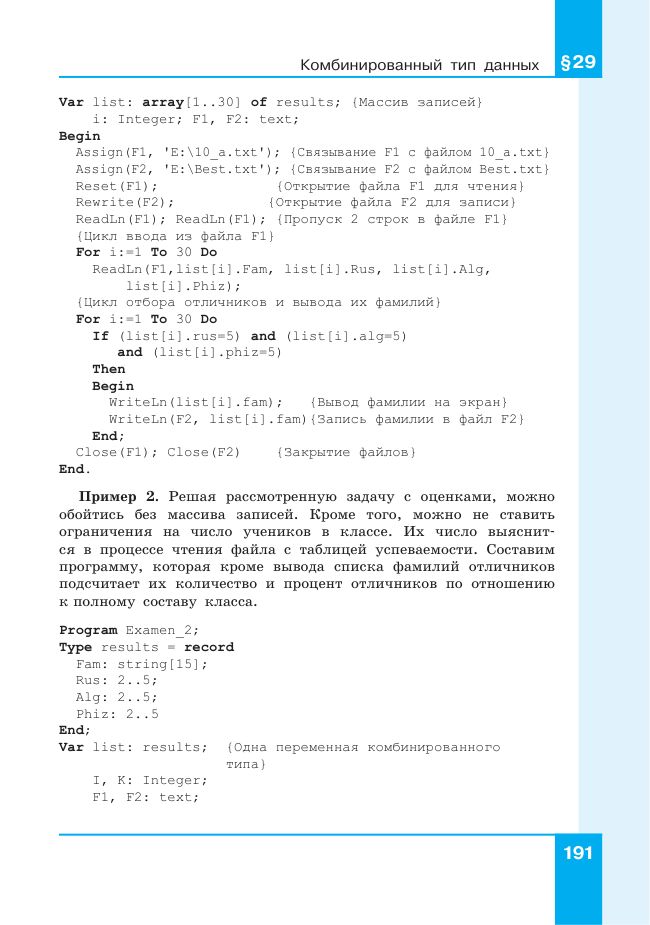 Комбинированный тип данных §29
Var list: array[1..30] of results; {Массив записей}
i: Integer; F1, F2: text;
Begin
Assign(F1, 'E:\10_a.txt'); {Связывание F1 с файлом 10_a.txt}
Assign(F2, 'E:\Best.txt'); {Связывание F2 с файлом Best.txt}
Reset(F1); {Открытие файла F1 для чтения}
Rewrite(F2); {Открытие файла F2 для записи}
ReadLn(F1); ReadLn(F1); {Пропуск 2 строк в файле F1}
{Цикл ввода из файла F1}
For i:=1 To 30 Do
ReadLn(F1,list[i].Fam, list[i].Rus, list[i].Alg,
list[i].Phiz);
{Цикл отбора отличников и вывода их фамилий}
For i:=1 To 30 Do
If (list[i].rus=5) and (list[i].alg=5)
and (list[i].phiz=5)
Then
Begin
WriteLn(list[i].fam); {Вывод фамилии на экран}
WriteLn(F2, list[i].fam){Запись фамилии в файл F2}
End;
Close(F1); Close(F2) {Закрытие файлов}
End.
Пример 2. Решая рассмотренную задачу с оценками, можно
обойтись без массива записей. Кроме того, можно не ставить
ограничения на число учеников в классе. Их число выяснит-
ся в процессе чтения файла с таблицей успеваемости. Составим
программу, которая кроме вывода списка фамилий отличников
подсчитает их количество и процент отличников по отношению
к полному составу класса.
Program Examen_2;
Type results = record
Fam: string[15];
Rus: 2..5;
Alg: 2..5;
Phiz: 2..5
End;
Var list: results; {Одна переменная комбинированного
типа}
I, K: Integer;
F1, F2: text;
191